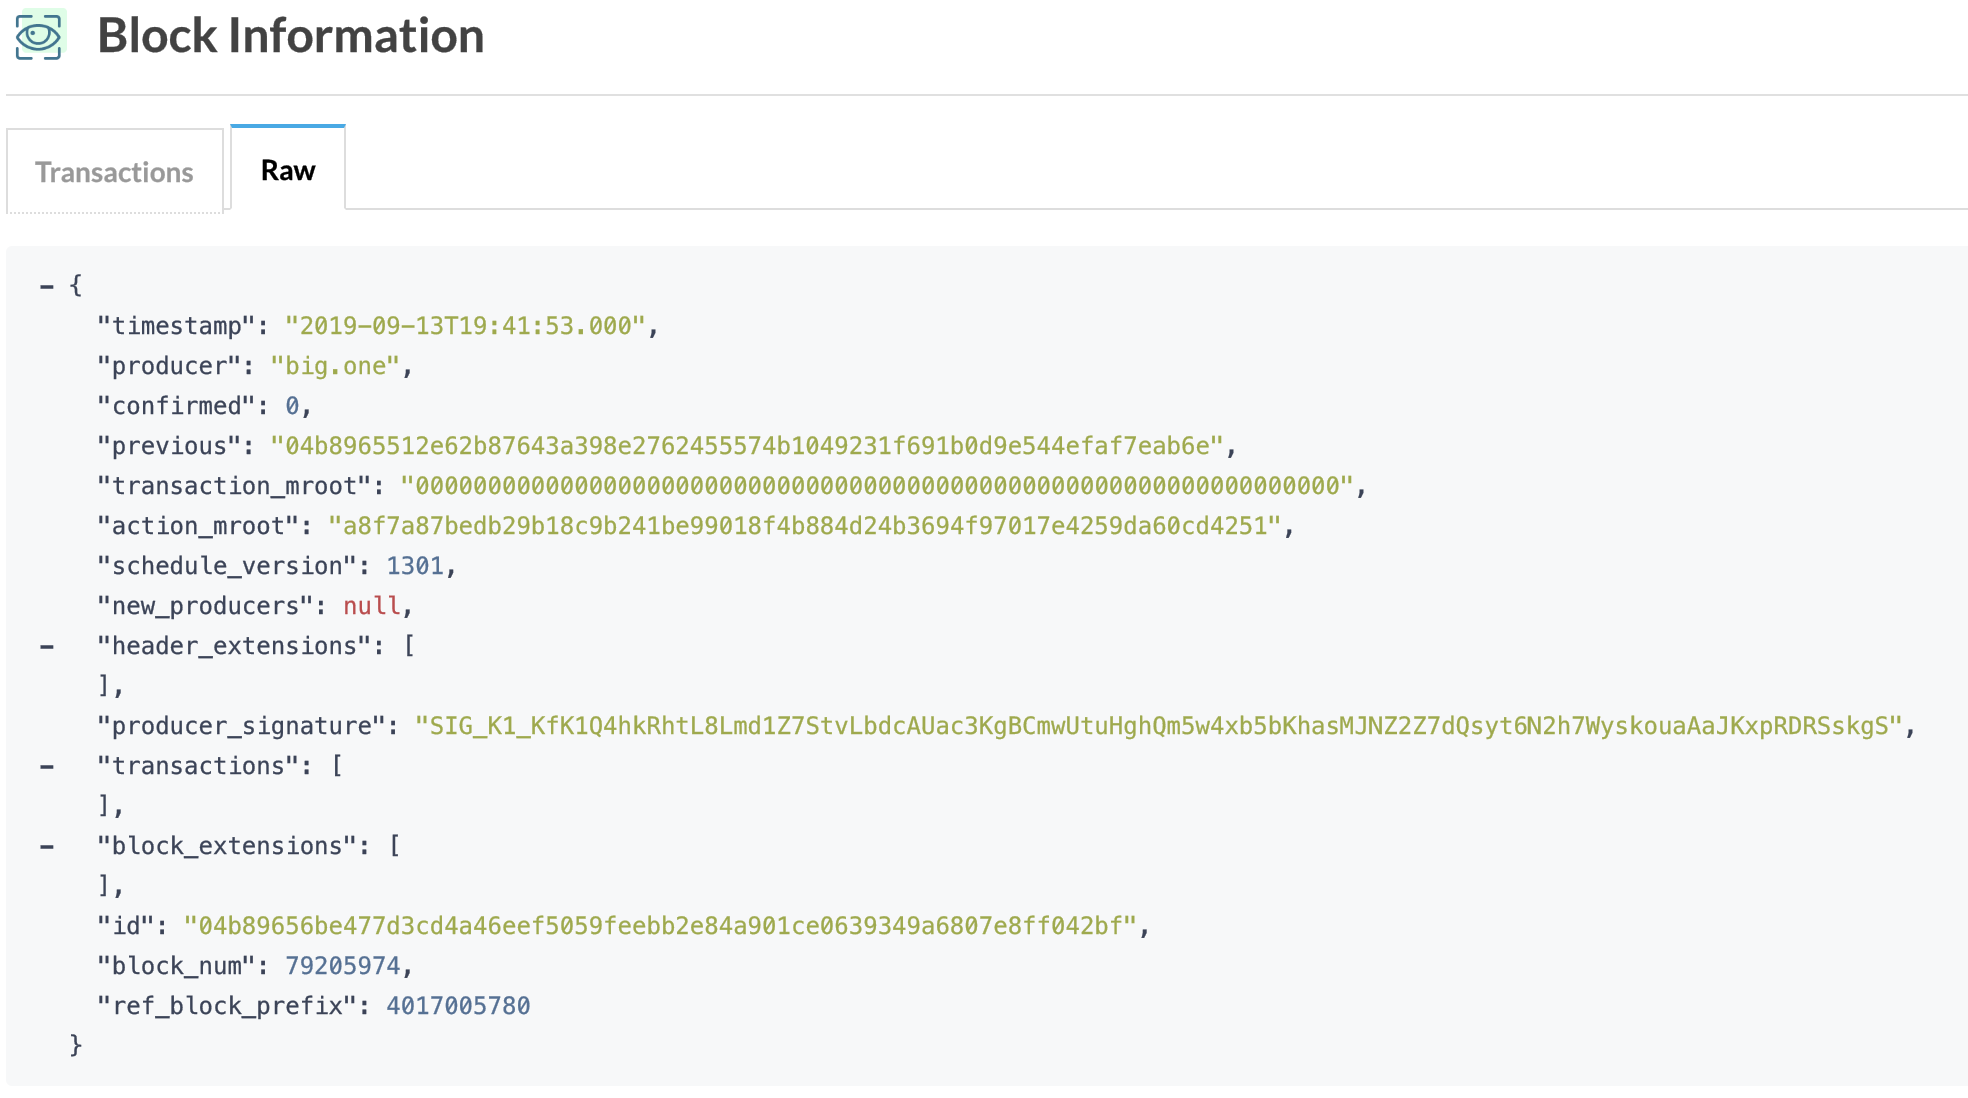 Block Information
Transactions
Raw
− {
"timestamp": "2019-09-13T19:41:53.000",
"producer": "big.one",
"confirmed": 0,
"previous": "04b8965512e62b87643a398e2762455574b1049231f691b0d9e544efaf7eab6e",
"transaction_mroot": "0000000000000000000000000000000000000000000000000000000000000000",
"action_mroot": "a8f7a87bedb29b18c9b241be99018f4b884d24b3694f97017e4259da60cd4251",
"schedule_version": 1301,
"new_producers": null,
− "header_extensions": [
],
"producer_signature": "SIG_K1_KfK1Q4hkRhtL8Lmd1Z7StvLbdcAUac3KgBCmwUtuHghQm5w4xb5bKhasMJNZ2Z7dQsyt6N2h7WyskouaAaJKxpRDRSskgS",
− "transactions": [
],
− "block_extensions": [
],
"id": "04b89656be477d3cd4a46eef5059feebb2e84a901ce0639349a6807e8ff042bf",
"block_num": 79205974,
"ref_block_prefix": 4017005780
}